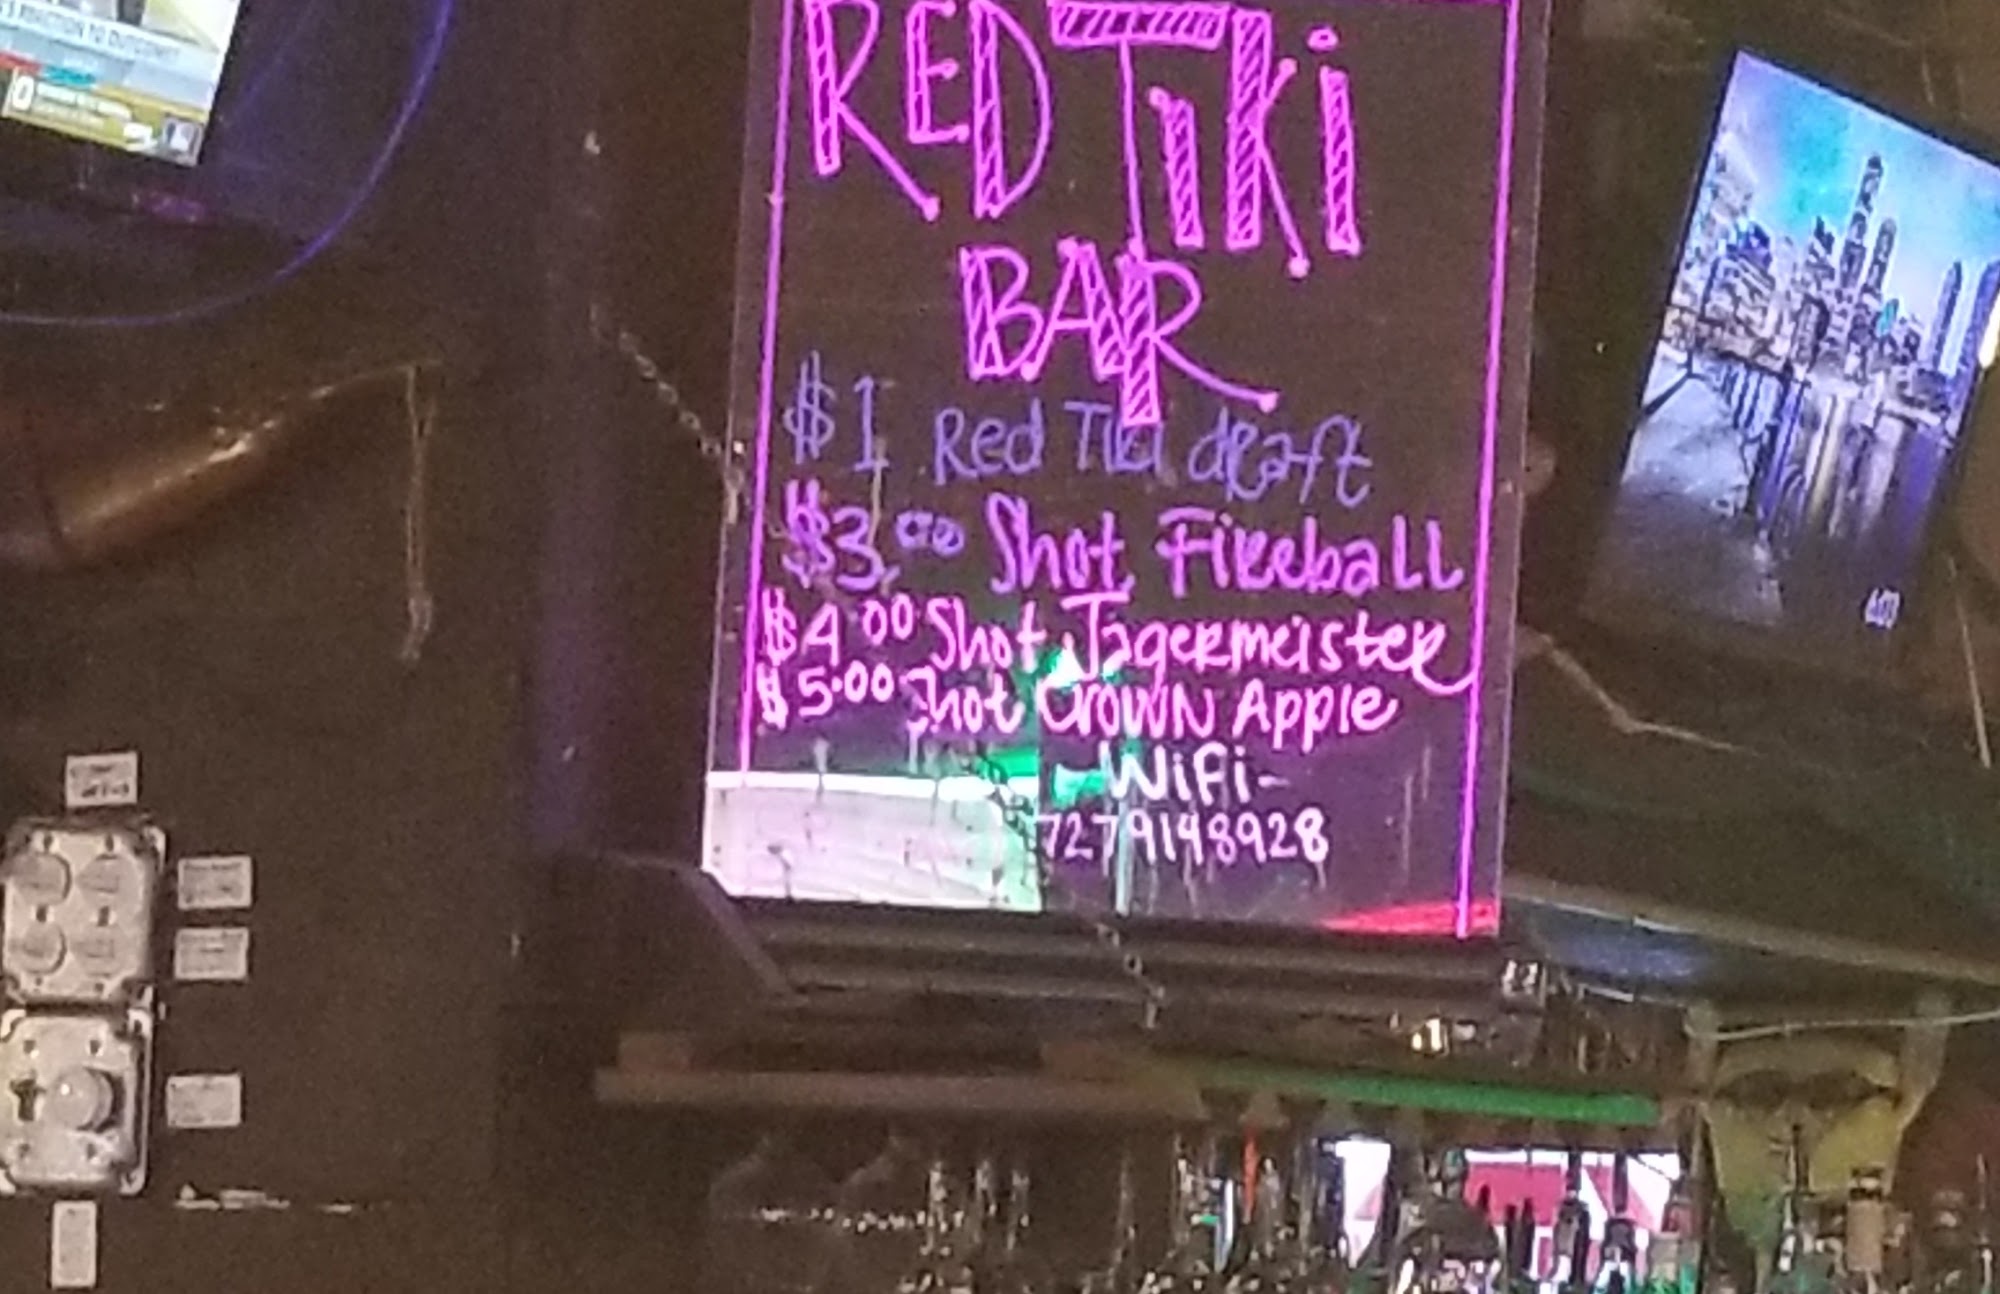 RED TiKi
BAR
$1 Red Tiki draft
$3.00 Shot Fireball
$4.00 Shot Jagermeister
$5.00 Shot Crown Apple
WiFi-
7279148928